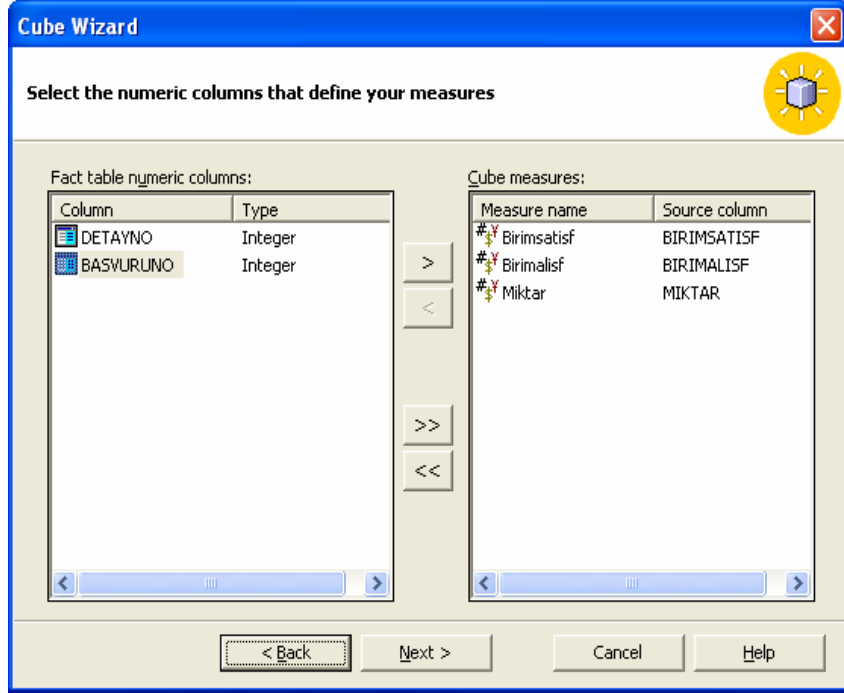 Cube Wizard
Select the numeric columns that define your measures
Fact table numeric columns:
Column Type
DETAYNO Integer
BASVURUNO Integer
>
<
>>
<<
Cube measures:
Measure name Source column
Birimsatisf BIRIMSATISF
Birimalisf BIRIMALISF
Miktar MIKTAR
< Back Next > Cancel Help